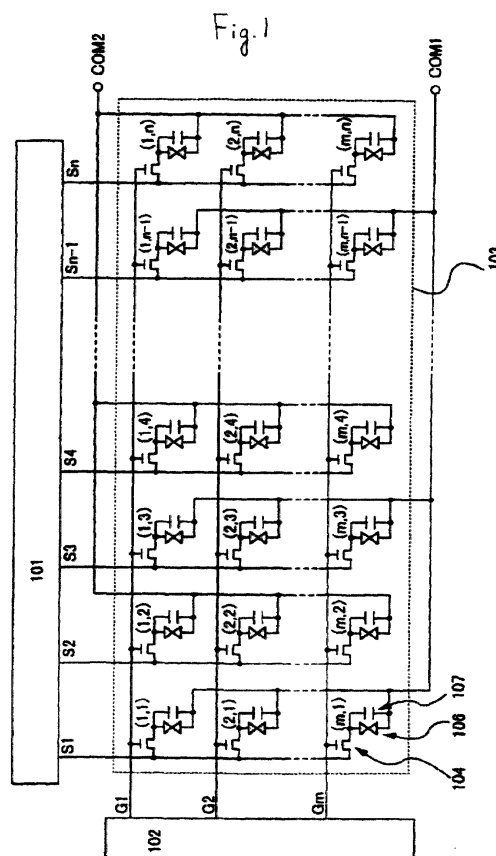 Fig.1
COM2
101
S1
S2
S3
S4
Sn-1
Sn
G1
(1,1)
(1,2)
(1,3)
(1,4)
(1,n-1)
(1,n)
102
G2
(2,1)
(2,2)
(2,3)
(2,4)
(2,n-1)
(2,n)
Gm
(m,1)
(m,2)
(m,3)
(m,4)
(m,n-1)
(m,n)
104
106
107
103
COM1